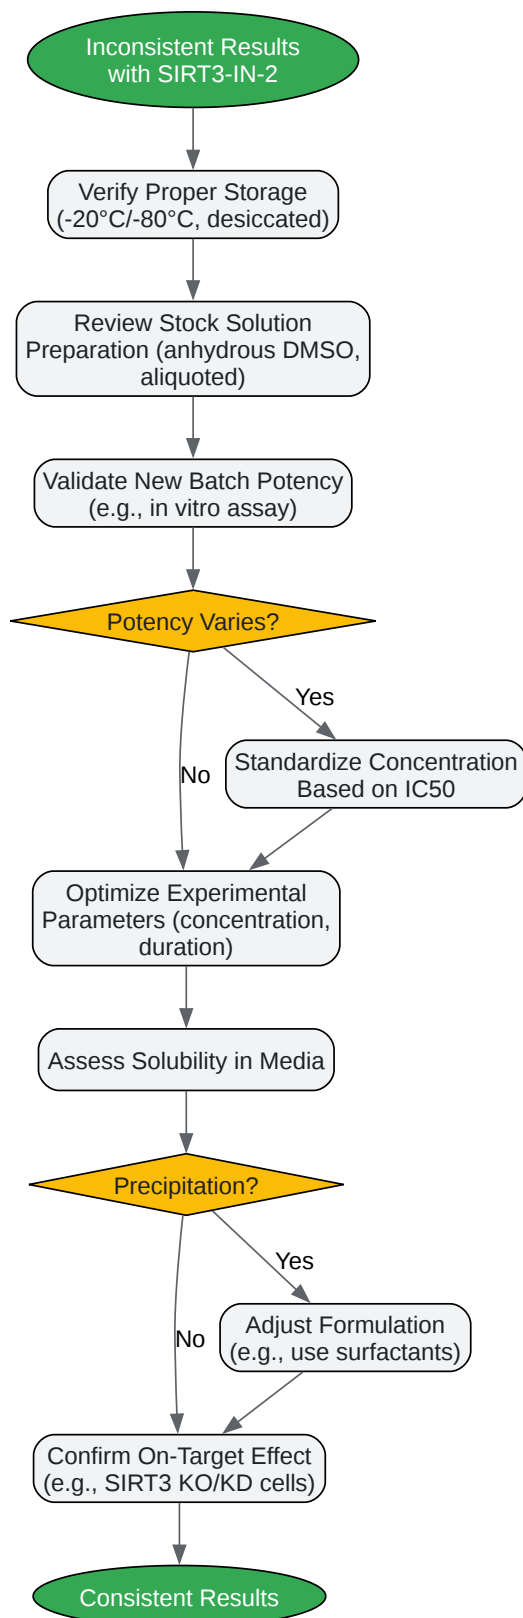 Inconsistent Results
with SIRT3-IN-2
Verify Proper Storage
(-20°C/-80°C, desiccated)
Review Stock Solution
Preparation (anhydrous DMSO,
aliquoted)
Validate New Batch Potency
(e.g., in vitro assay)
Potency Varies?
Yes
Standardize Concentration
Based on IC50
No
Optimize Experimental
Parameters (concentration,
duration)
Assess Solubility in Media
Precipitation?
Yes
Adjust Formulation
(e.g., use surfactants)
No
Confirm On-Target Effect
(e.g., SIRT3 KO/KD cells)
Consistent Results